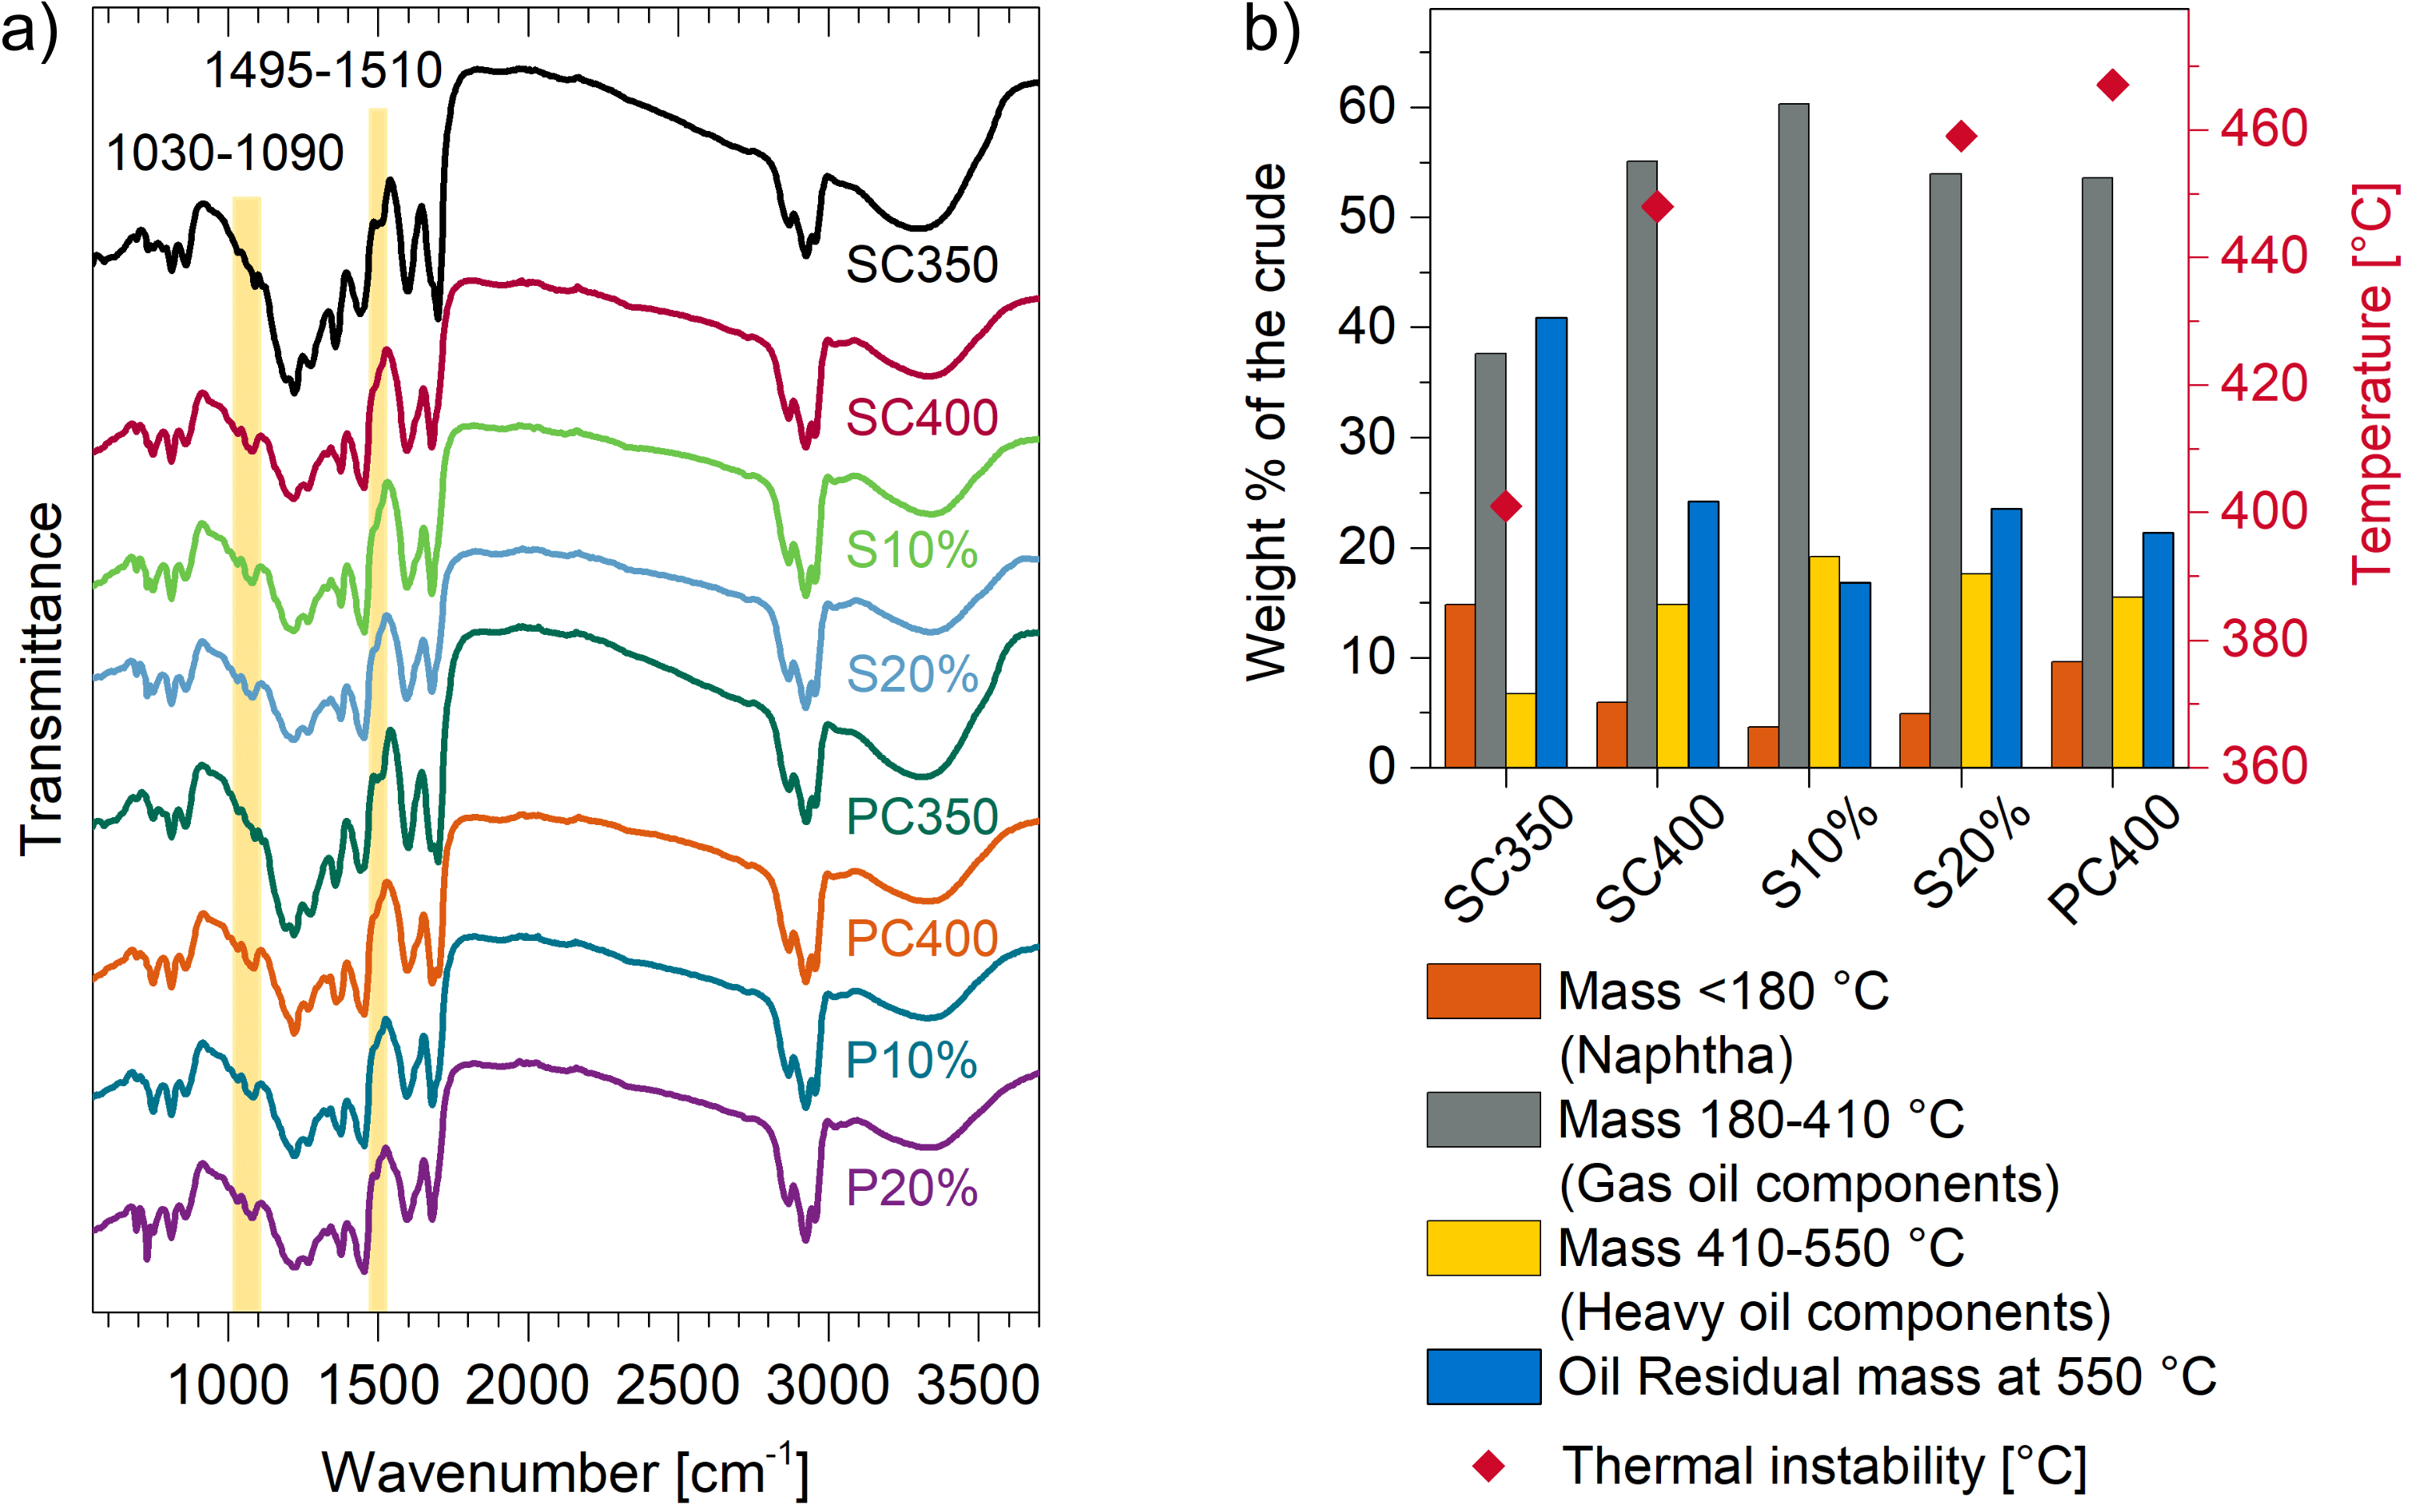 a)
1495-1510
1030-1090
SC350
SC400
S10%
S20%
PC350
PC400
P10%
P20%
Transmittance
1000 1500 2000 2500 3000 3500
Wavenumber [cm⁻¹]
b)
60
50
40
30
20
10
0
Weight % of the crude
460
440
420
400
380
360
Temperature [°C]
SC350 SC400 S10% S20% PC400
Mass <180 °C
(Naphtha)
Mass 180-410 °C
(Gas oil components)
Mass 410-550 °C
(Heavy oil components)
Oil Residual mass at 550 °C
Thermal instability [°C]